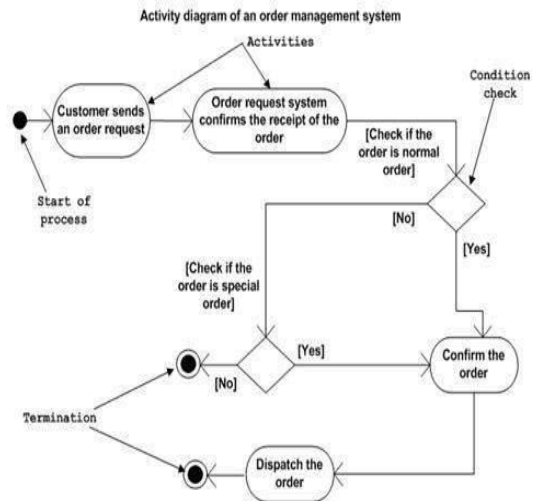 Activity diagram of an order management system
Activities
Condition
check
Customer sends
an order request
Order request system
confirms the receipt of the
order
[Check if the
order is normal
order]
Start of
process
[No]
[Yes]
[Check if the
order is special
order]
[Yes]
[No]
Confirm the
order
Termination
Dispatch the
order